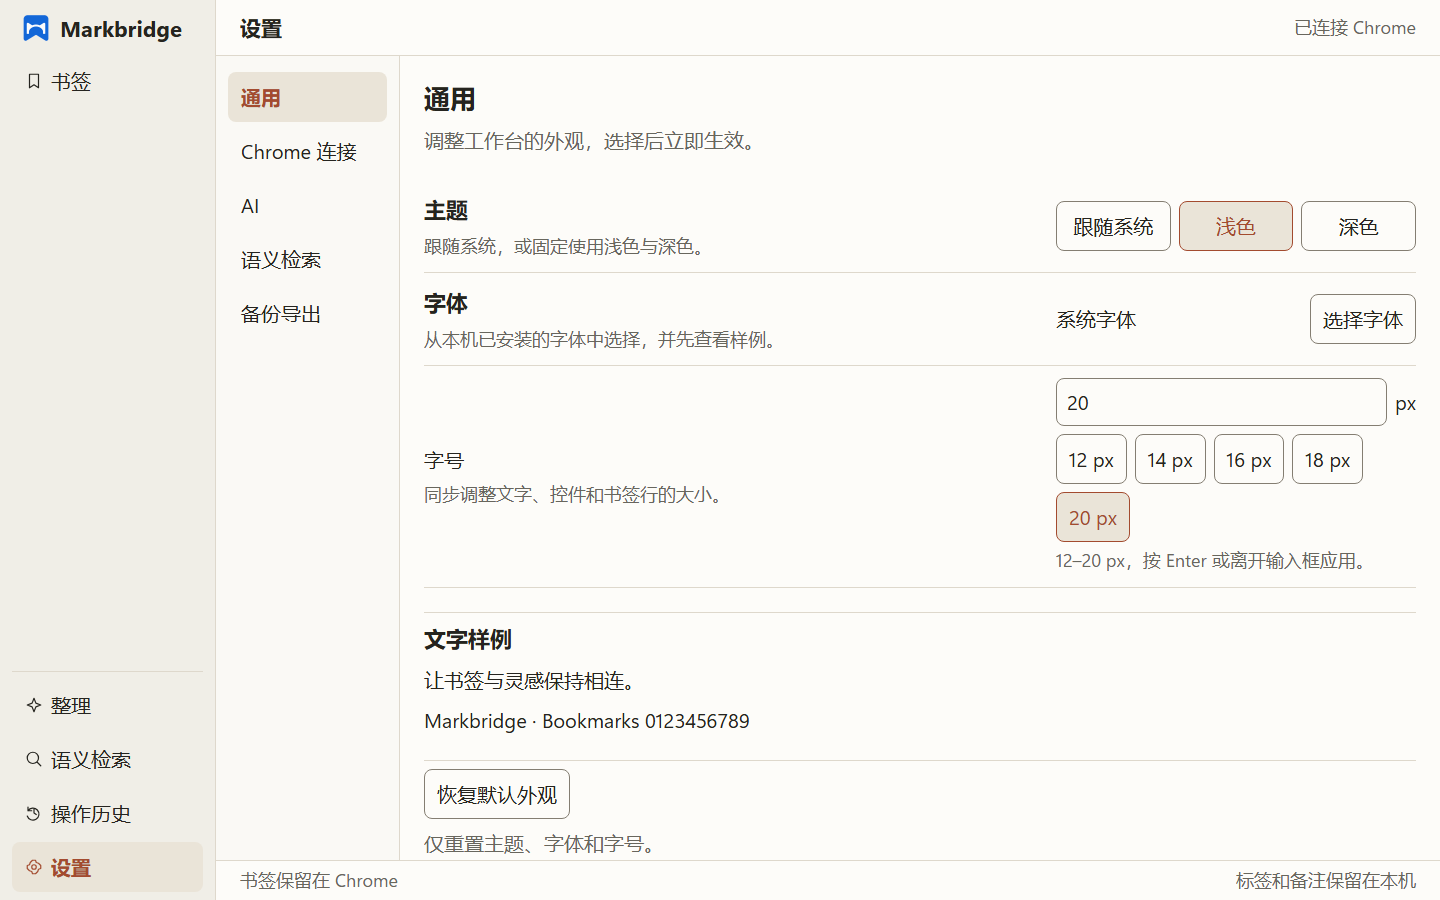 Markbridge
书签
整理
语义检索
操作历史
设置
设置
已连接 Chrome
通用
Chrome 连接
AI
语义检索
备份导出
通用
调整工作台的外观，选择后立即生效。
主题
跟随系统，或固定使用浅色与深色。
跟随系统
浅色
深色
字体
从本机已安装的字体中选择，并先查看样例。
系统字体
选择字体
字号
同步调整文字、控件和书签行的大小。
20 px
12 px
14 px
16 px
18 px
20 px
12–20 px，按 Enter 或离开输入框应用。
文字样例
让书签与灵感保持相连。
Markbridge · Bookmarks 0123456789
恢复默认外观
仅重置主题、字体和字号。
书签保留在 Chrome
标签和备注保留在本机